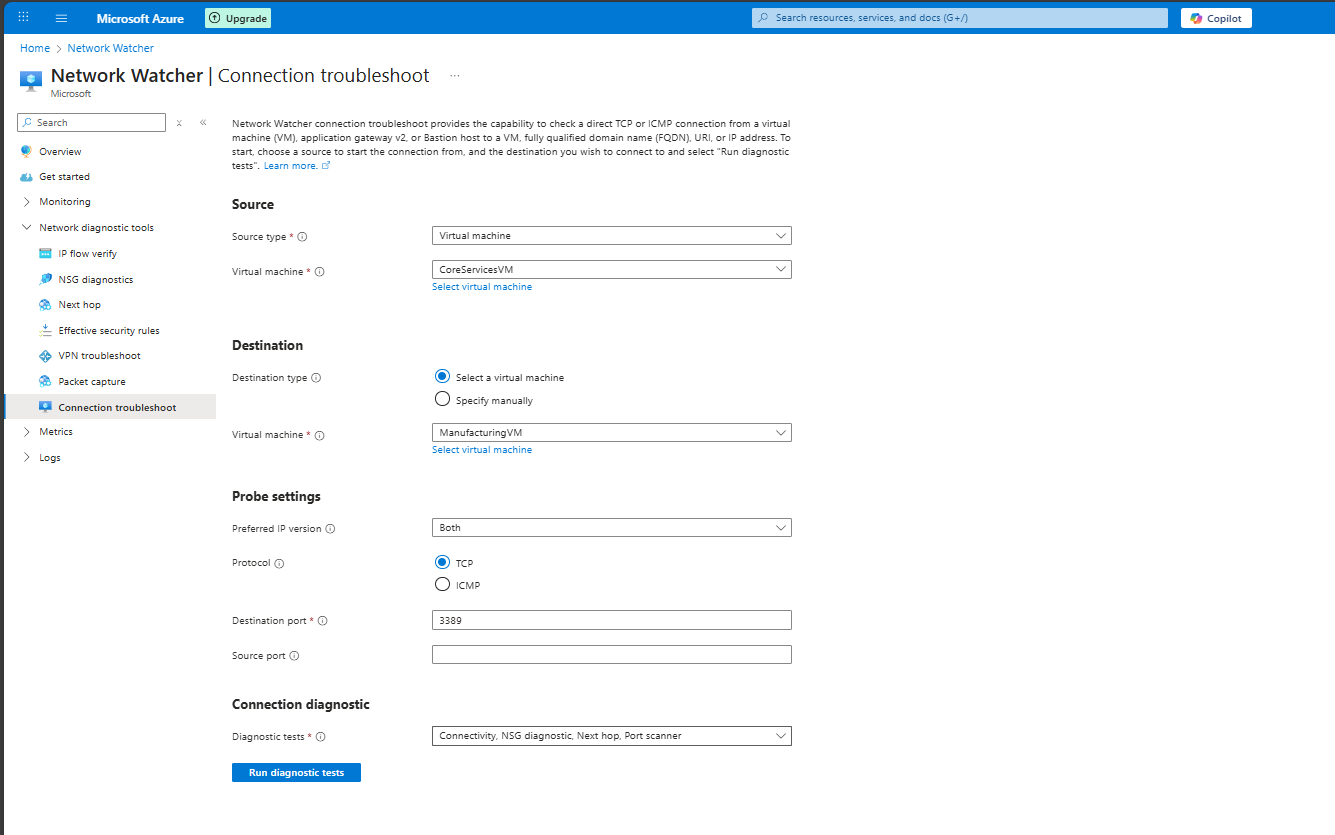 Microsoft Azure
Upgrade
Search resources, services, and docs (G+/)
Copilot
Home > Network Watcher
Network Watcher | Connection troubleshoot ...
Microsoft
Search
Overview
Get started
Monitoring
Network diagnostic tools
IP flow verify
NSG diagnostics
Next hop
Effective security rules
VPN troubleshoot
Packet capture
Connection troubleshoot
Metrics
Logs
Network Watcher connection troubleshoot provides the capability to check a direct TCP or ICMP connection from a virtual
machine (VM), application gateway v2, or Bastion host to a VM, fully qualified domain name (FQDN), URI, or IP address. To
start, choose a source to start the connection from, and the destination you wish to connect to and select "Run diagnostic
tests". Learn more.
Source
Source type *
Virtual machine
Virtual machine *
CoreServicesVM
Select virtual machine
Destination
Destination type
Select a virtual machine
Specify manually
Virtual machine *
ManufacturingVM
Select virtual machine
Probe settings
Preferred IP version
Both
Protocol
TCP
ICMP
Destination port *
3389
Source port
Connection diagnostic
Diagnostic tests *
Connectivity, NSG diagnostic, Next hop, Port scanner
Run diagnostic tests